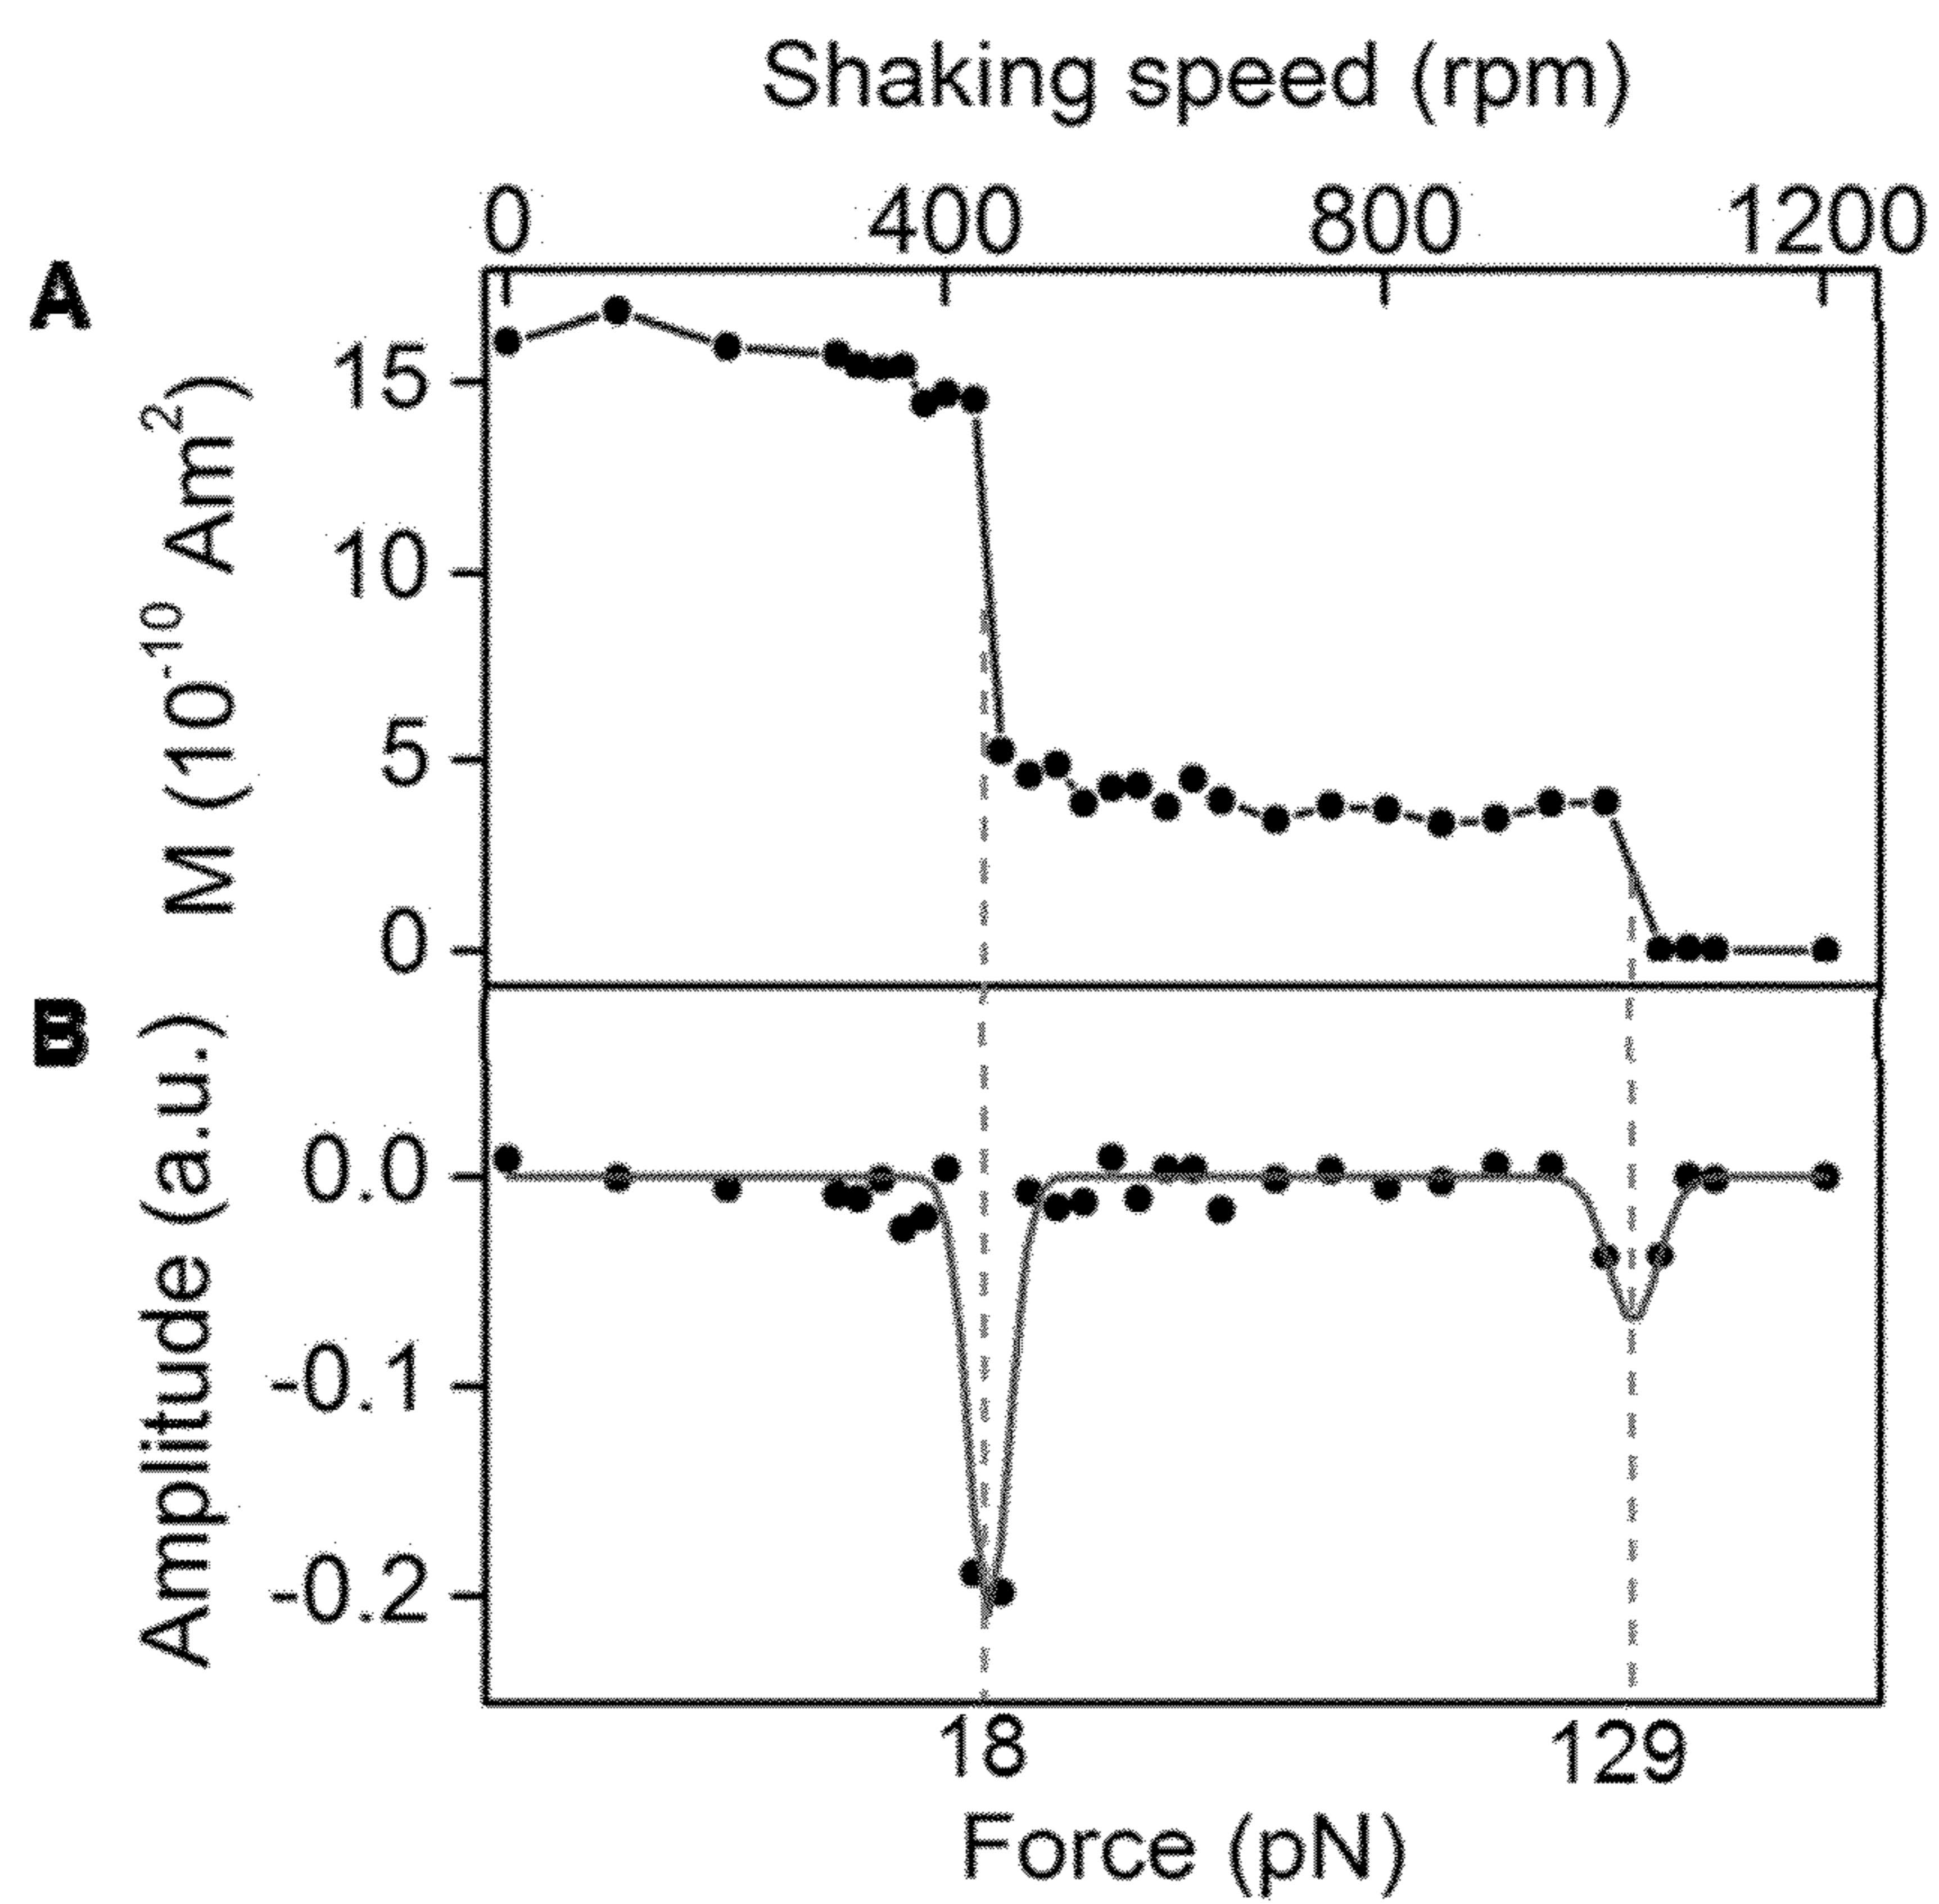 Shaking speed (rpm)
0 400 800 1200
A
M (10⁻¹⁰ Am²)
15
10
5
0
B
Amplitude (a.u.)
0.0
-0.1
-0.2
18 129
Force (pN)